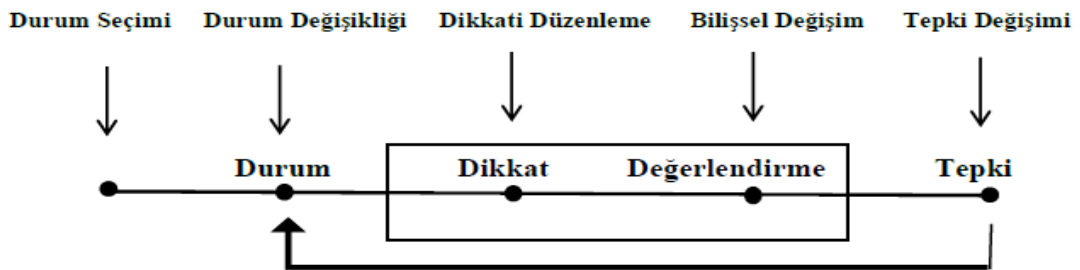 Durum Seçimi Durum Değişikliği Dikkati Düzenleme Bilişsel Değişim Tepki Değişimi
Durum Dikkat Değerlendirme Tepki